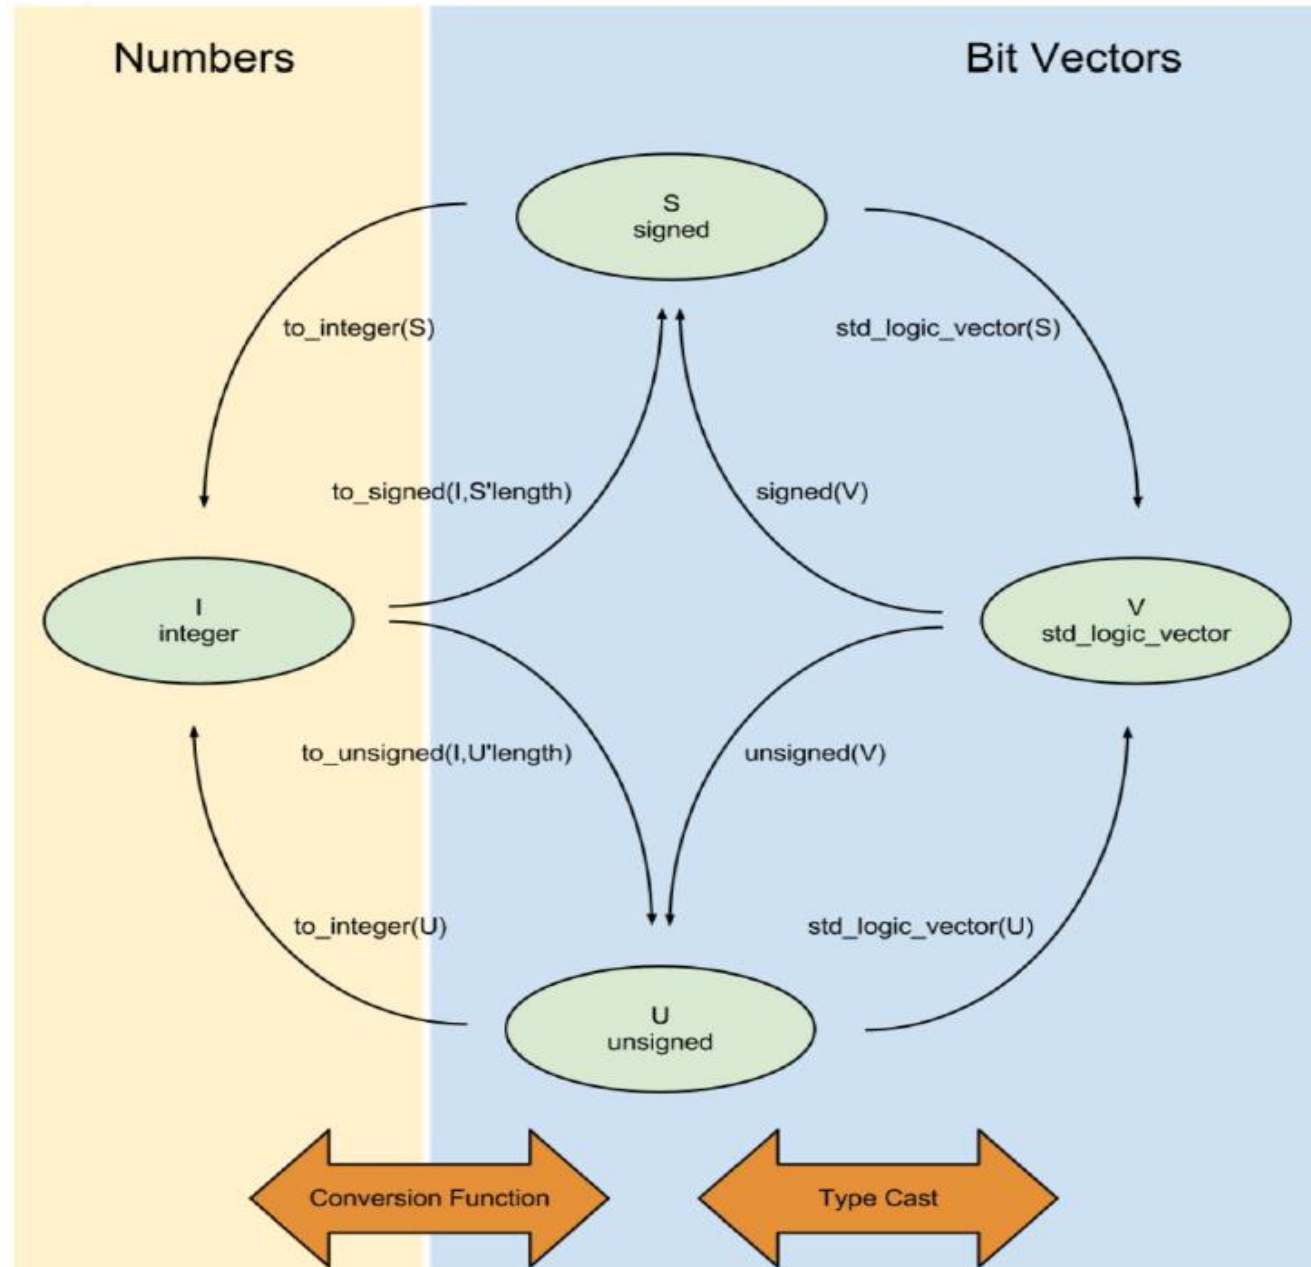 Numbers
Bit Vectors
S
signed
to_integer(S)
std_logic_vector(S)
to_signed(I,S'length)
signed(V)
I
integer
V
std_logic_vector
to_unsigned(I,U'length)
unsigned(V)
to_integer(U)
std_logic_vector(U)
U
unsigned
Conversion Function
Type Cast